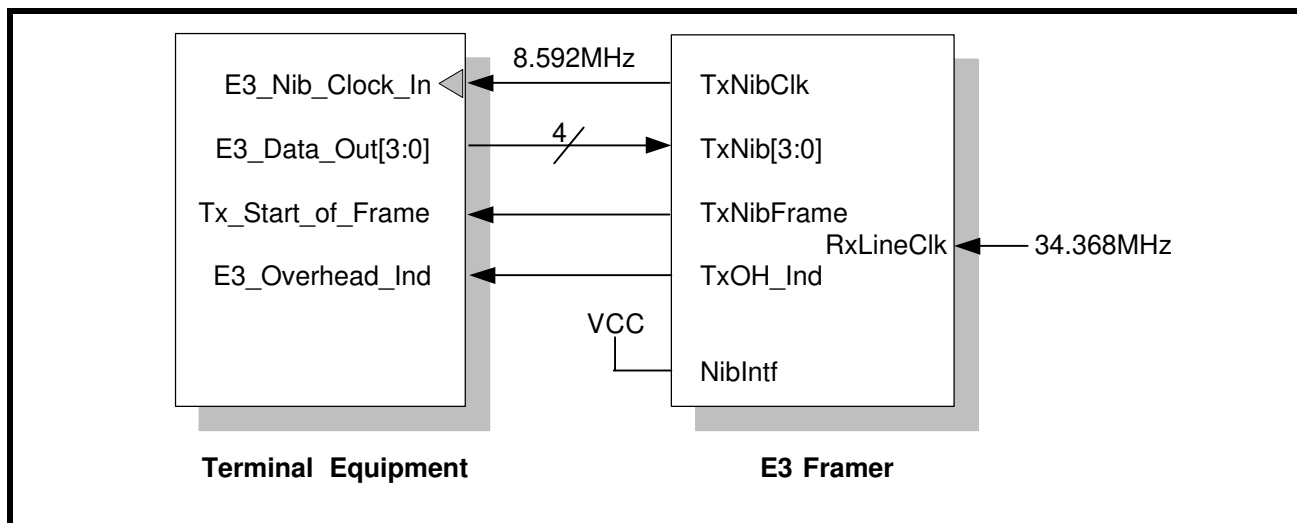 8.592MHz
E3_Nib_Clock_In
TxNibClk
E3_Data_Out[3:0]
4
TxNib[3:0]
Tx_Start_of_Frame
TxNibFrame
RxLineClk
34.368MHz
E3_Overhead_Ind
TxOH_Ind
VCC
NibIntf
Terminal Equipment
E3 Framer